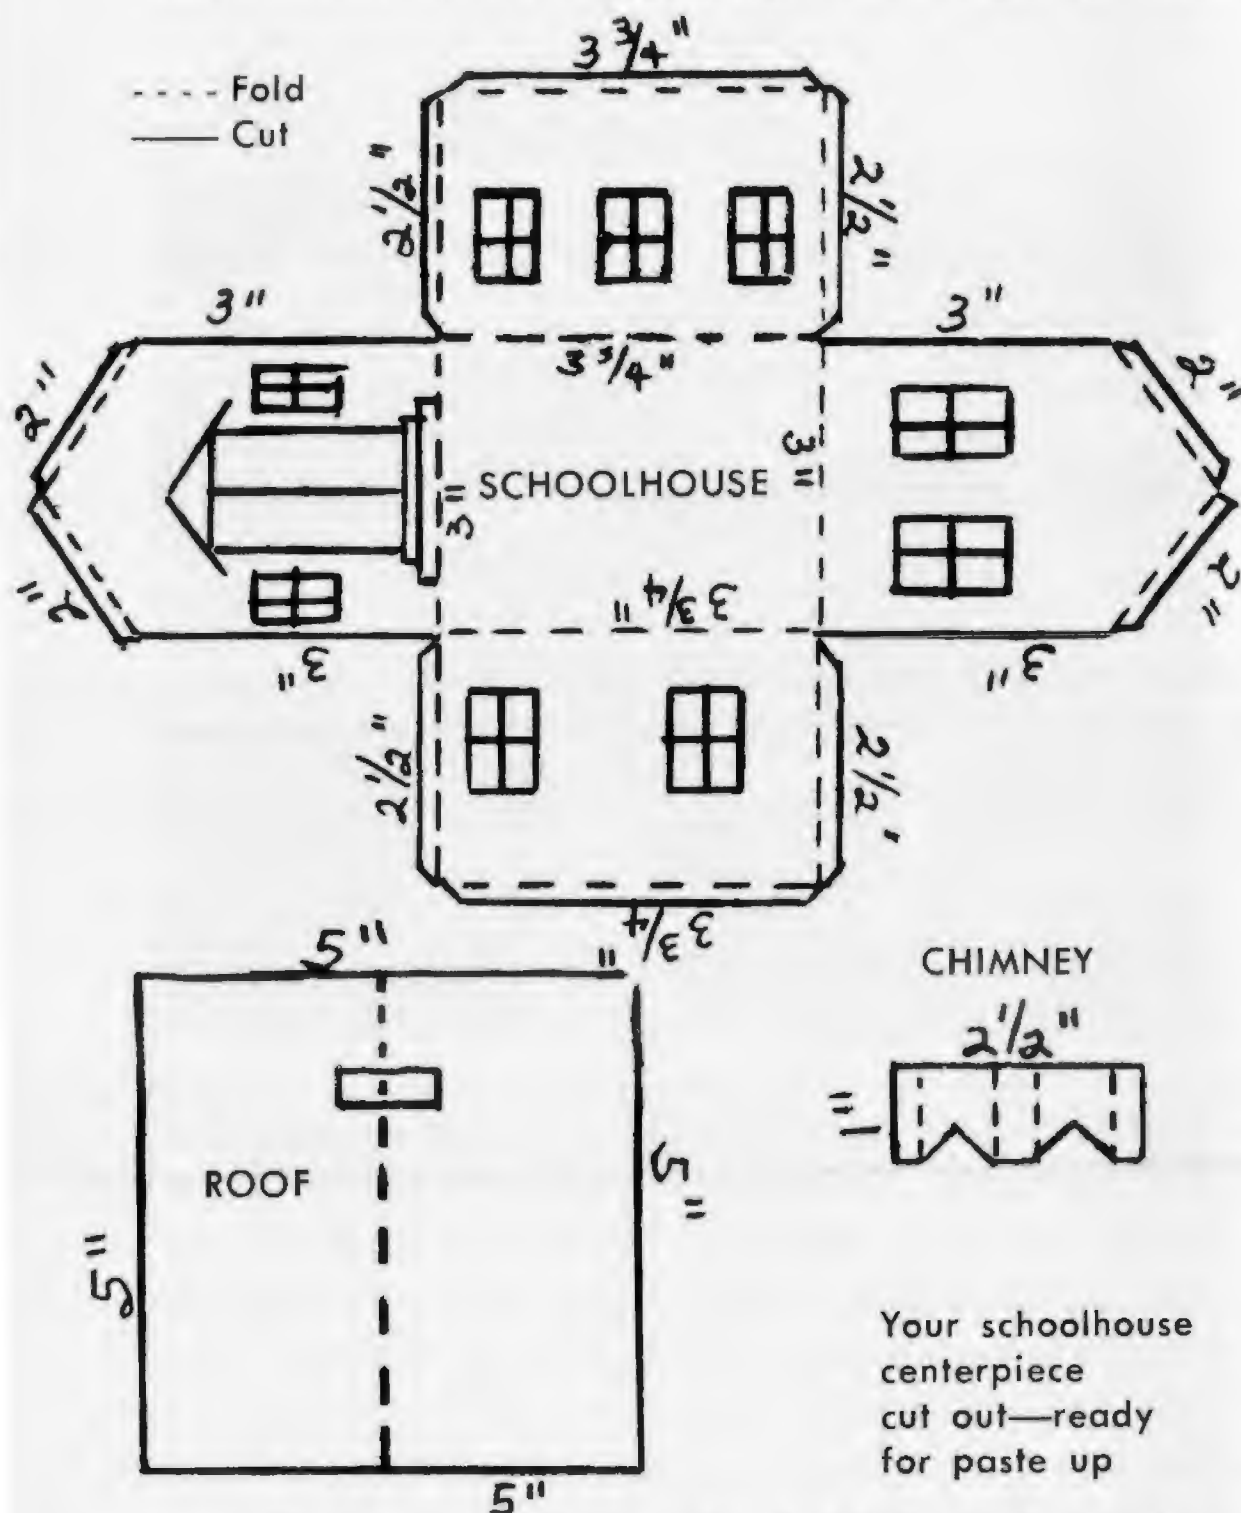 3 3/4"
---- Fold
—— Cut
2 1/2"
2 1/2"
3"
3"
3 3/4"
2"
2"
3"
SCHOOLHOUSE
3"
2"
2"
3 3/4"
3"
3"
2 1/2"
2 1/2"
3 3/4"
5"
CHIMNEY
2 1/2"
1"
ROOF
5"
5"
Your schoolhouse
centerpiece
cut out—ready
for paste up
5"